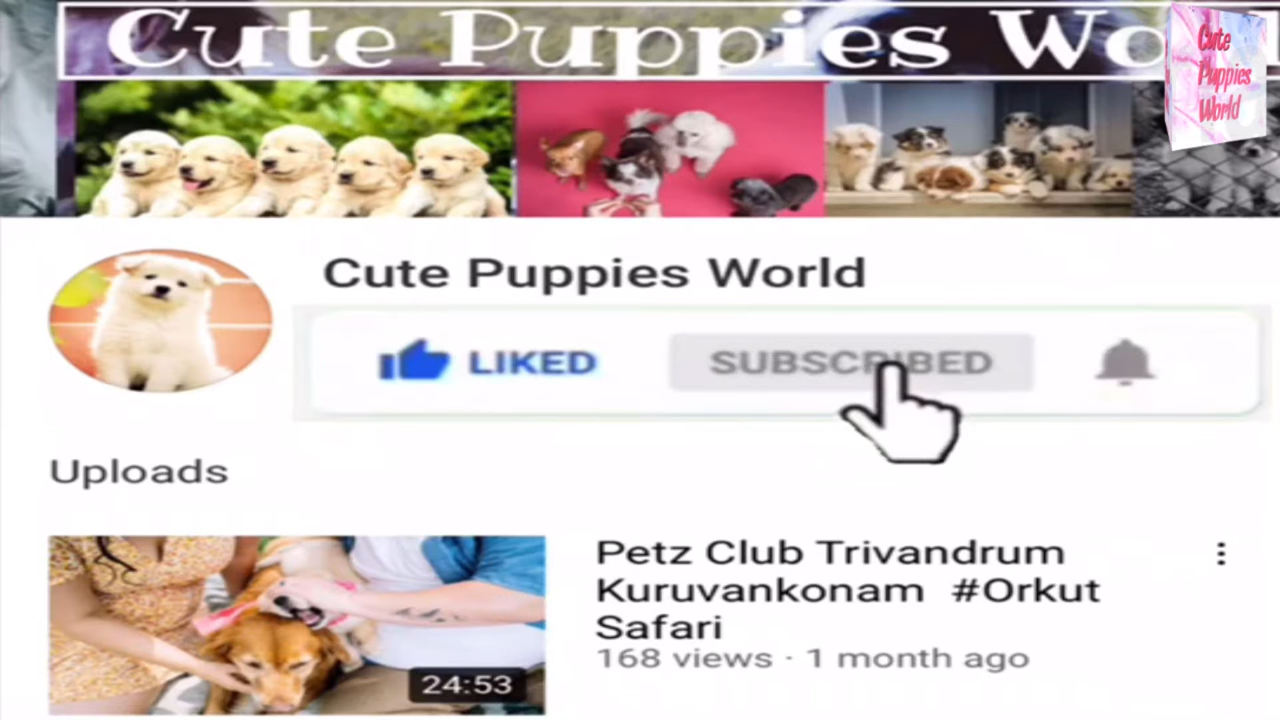 Cute Puppies Wo
Cute
Puppies
World
Cute Puppies World
LIKED
SUBSCRIBED
Uploads
24:53
Petz Club Trivandrum
Kuruvankonam #Orkut
Safari
168 views · 1 month ago